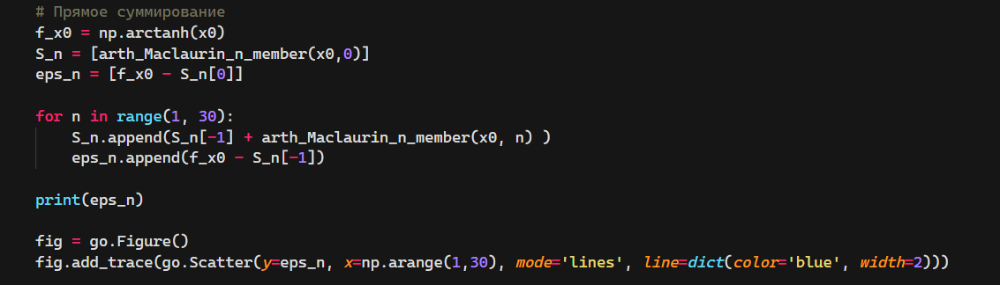 # Прямое суммирование
f_x0 = np.arctanh(x0)
S_n = [arth_Maclaurin_n_member(x0,0)]
eps_n = [f_x0 - S_n[0]]
for n in range(1, 30):
S_n.append(S_n[-1] + arth_Maclaurin_n_member(x0, n) )
eps_n.append(f_x0 - S_n[-1])
print(eps_n)
fig = go.Figure()
fig.add_trace(go.Scatter(y=eps_n, x=np.arange(1,30), mode='lines', line=dict(color='blue', width=2)))